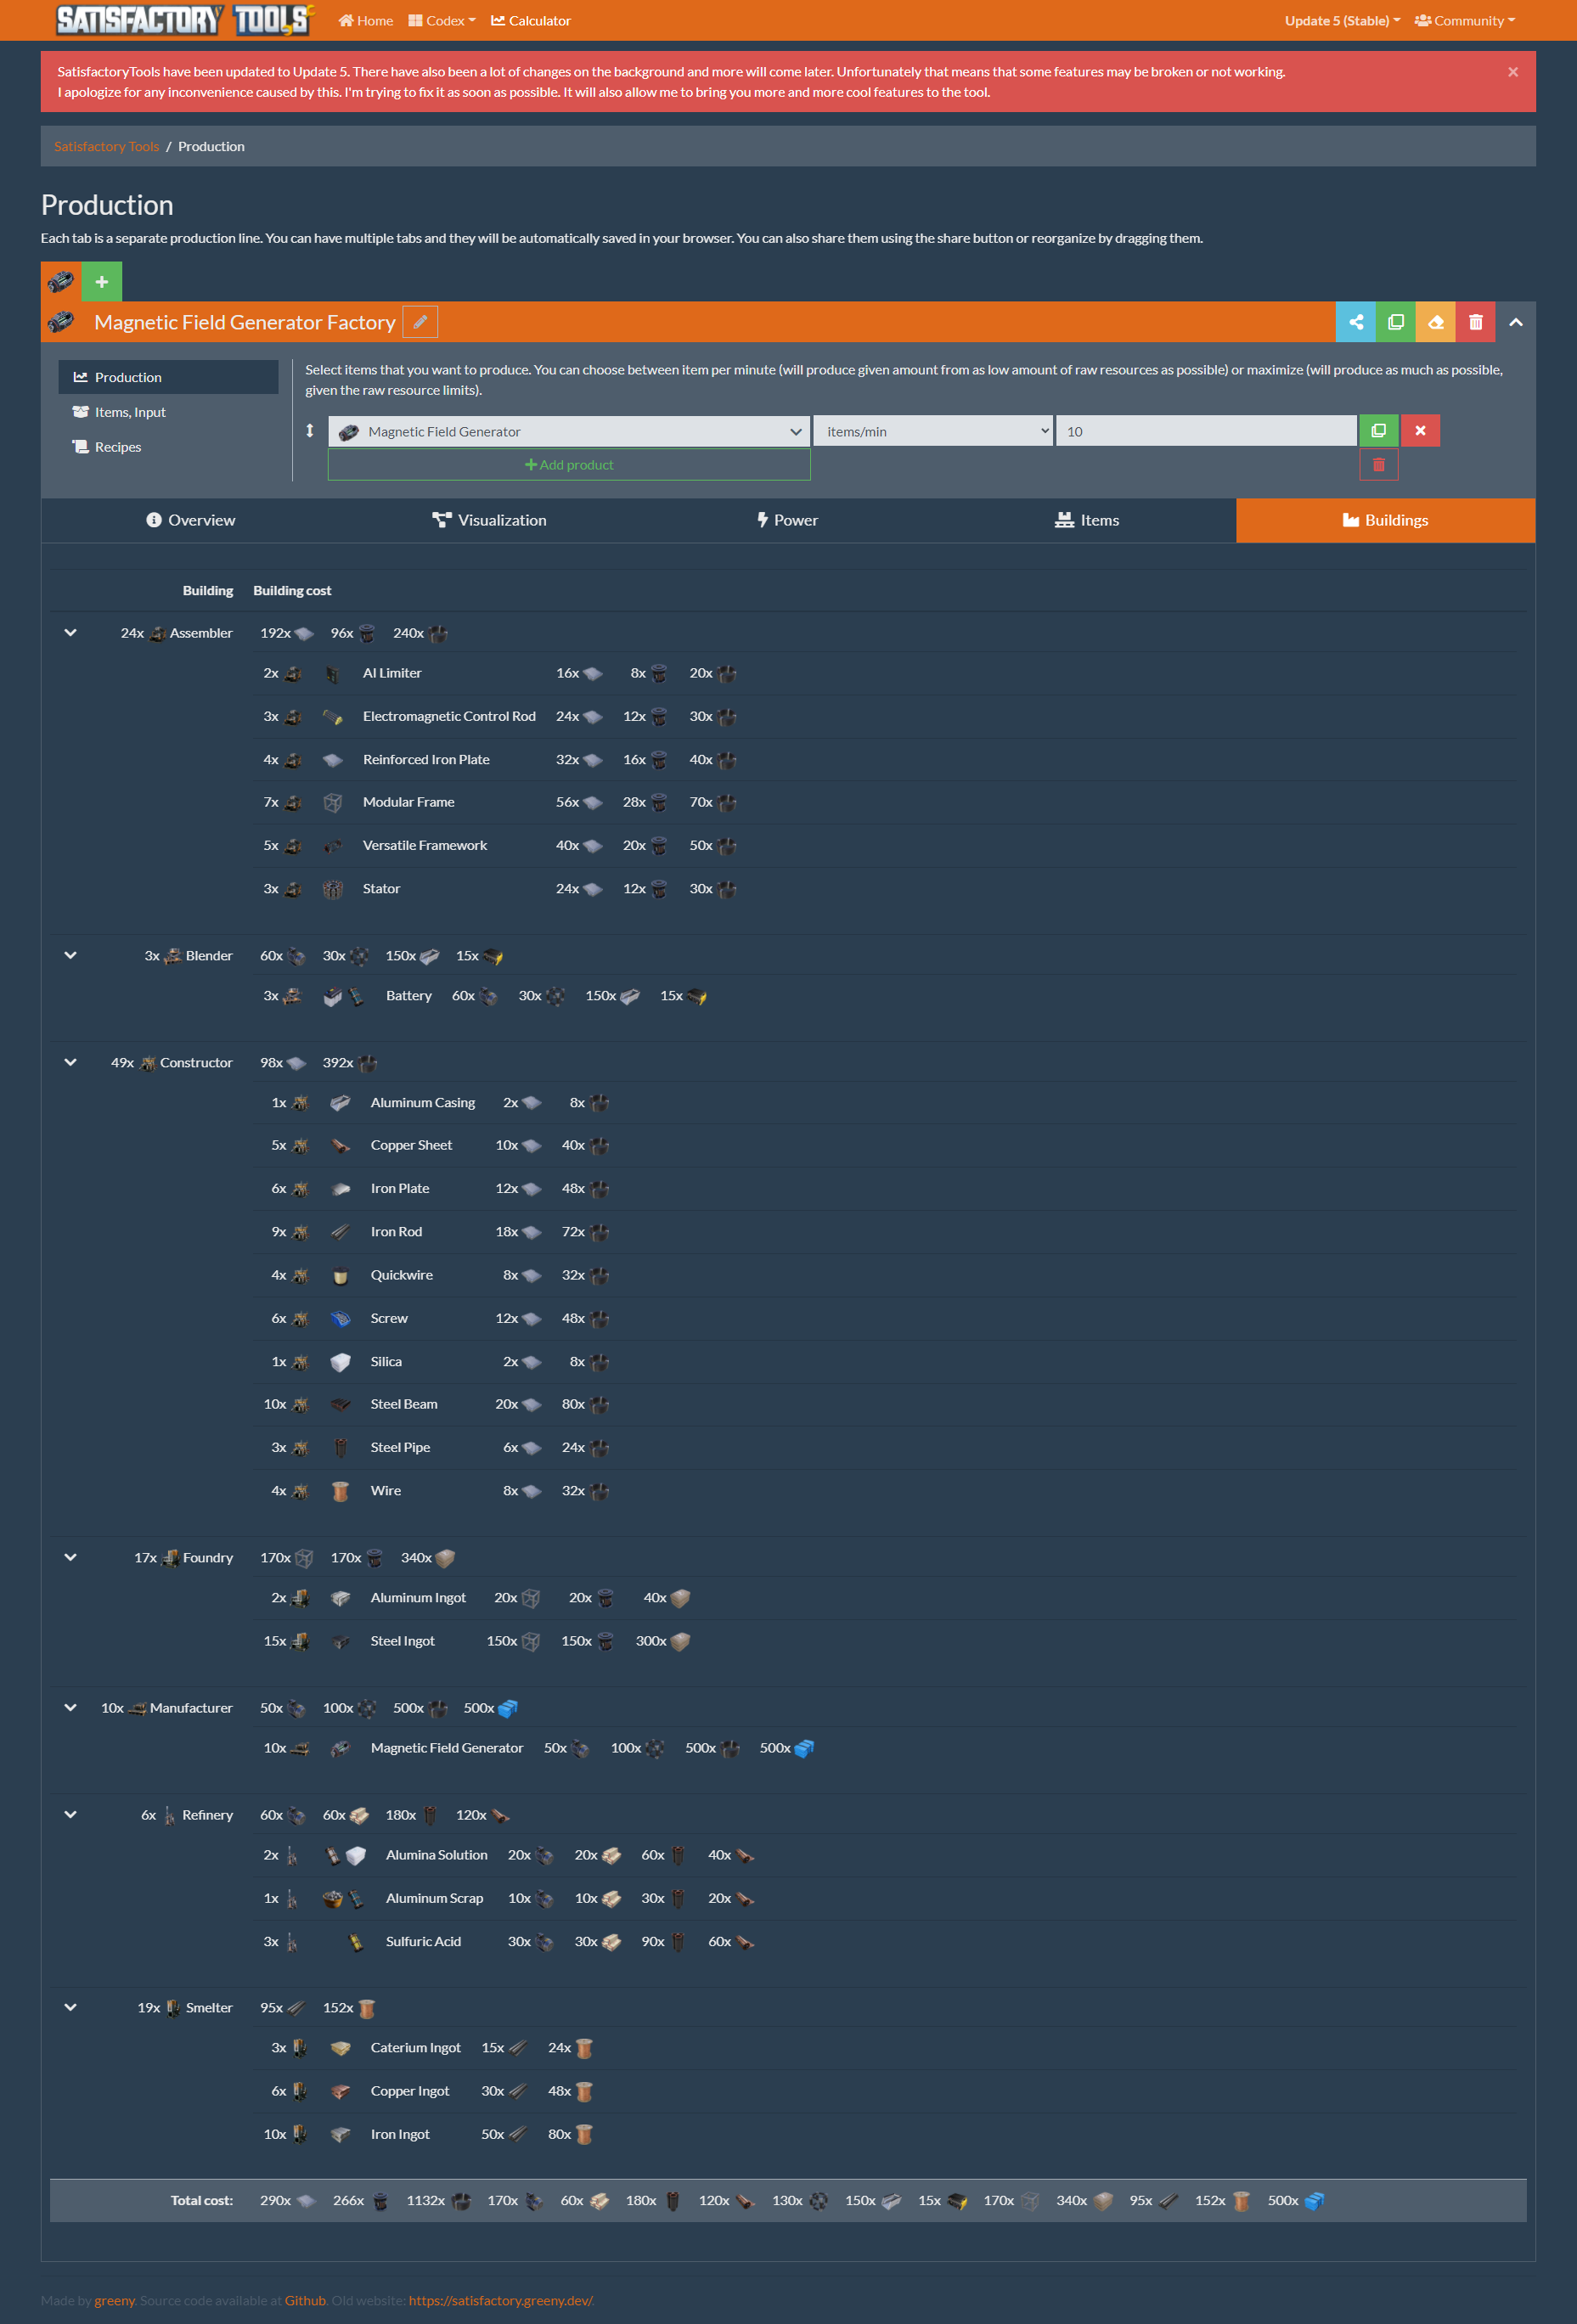 SATISFACTORY TOOLS Home Codex Calculator Update 5 (Stable) Community
SatisfactoryTools have been updated to Update 5. There have also been a lot of changes on the background and more will come later. Unfortunately that means that some features may be broken or not working.
I apologize for any inconvenience caused by this. I'm trying to fix it as soon as possible. It will also allow me to bring you more and more cool features to the tool.
Satisfactory Tools / Production
Production
Each tab is a separate production line. You can have multiple tabs and they will be automatically saved in your browser. You can also share them using the share button or reorganize by dragging them.
Magnetic Field Generator Factory
Production
Items, Input
Recipes
Select items that you want to produce. You can choose between item per minute (will produce given amount from as low amount of raw resources as possible) or maximize (will produce as much as possible,
given the raw resource limits).
Magnetic Field Generator items/min 10
Add product
Overview Visualization Power Items Buildings
Building Building cost
24x Assembler 192x 96x 240x
2x AI Limiter 16x 8x 20x
3x Electromagnetic Control Rod 24x 12x 30x
4x Reinforced Iron Plate 32x 16x 40x
7x Modular Frame 56x 28x 70x
5x Versatile Framework 40x 20x 50x
3x Stator 24x 12x 30x
3x Blender 60x 30x 150x 15x
3x Battery 60x 30x 150x 15x
49x Constructor 98x 392x
1x Aluminum Casing 2x 8x
5x Copper Sheet 10x 40x
6x Iron Plate 12x 48x
9x Iron Rod 18x 72x
4x Quickwire 8x 32x
6x Screw 12x 48x
1x Silica 2x 8x
10x Steel Beam 20x 80x
3x Steel Pipe 6x 24x
4x Wire 8x 32x
17x Foundry 170x 170x 340x
2x Aluminum Ingot 20x 20x 40x
15x Steel Ingot 150x 150x 300x
10x Manufacturer 50x 100x 500x 500x
10x Magnetic Field Generator 50x 100x 500x 500x
6x Refinery 60x 60x 180x 120x
2x Alumina Solution 20x 20x 60x 40x
1x Aluminum Scrap 10x 10x 30x 20x
3x Sulfuric Acid 30x 30x 90x 60x
19x Smelter 95x 152x
3x Caterium Ingot 15x 24x
6x Copper Ingot 30x 48x
10x Iron Ingot 50x 80x
Total cost: 290x 266x 1132x 170x 60x 180x 120x 130x 150x 15x 170x 340x 95x 152x 500x
Made by greeny. Source code available at Github. Old website: https://satisfactory.greeny.dev/.